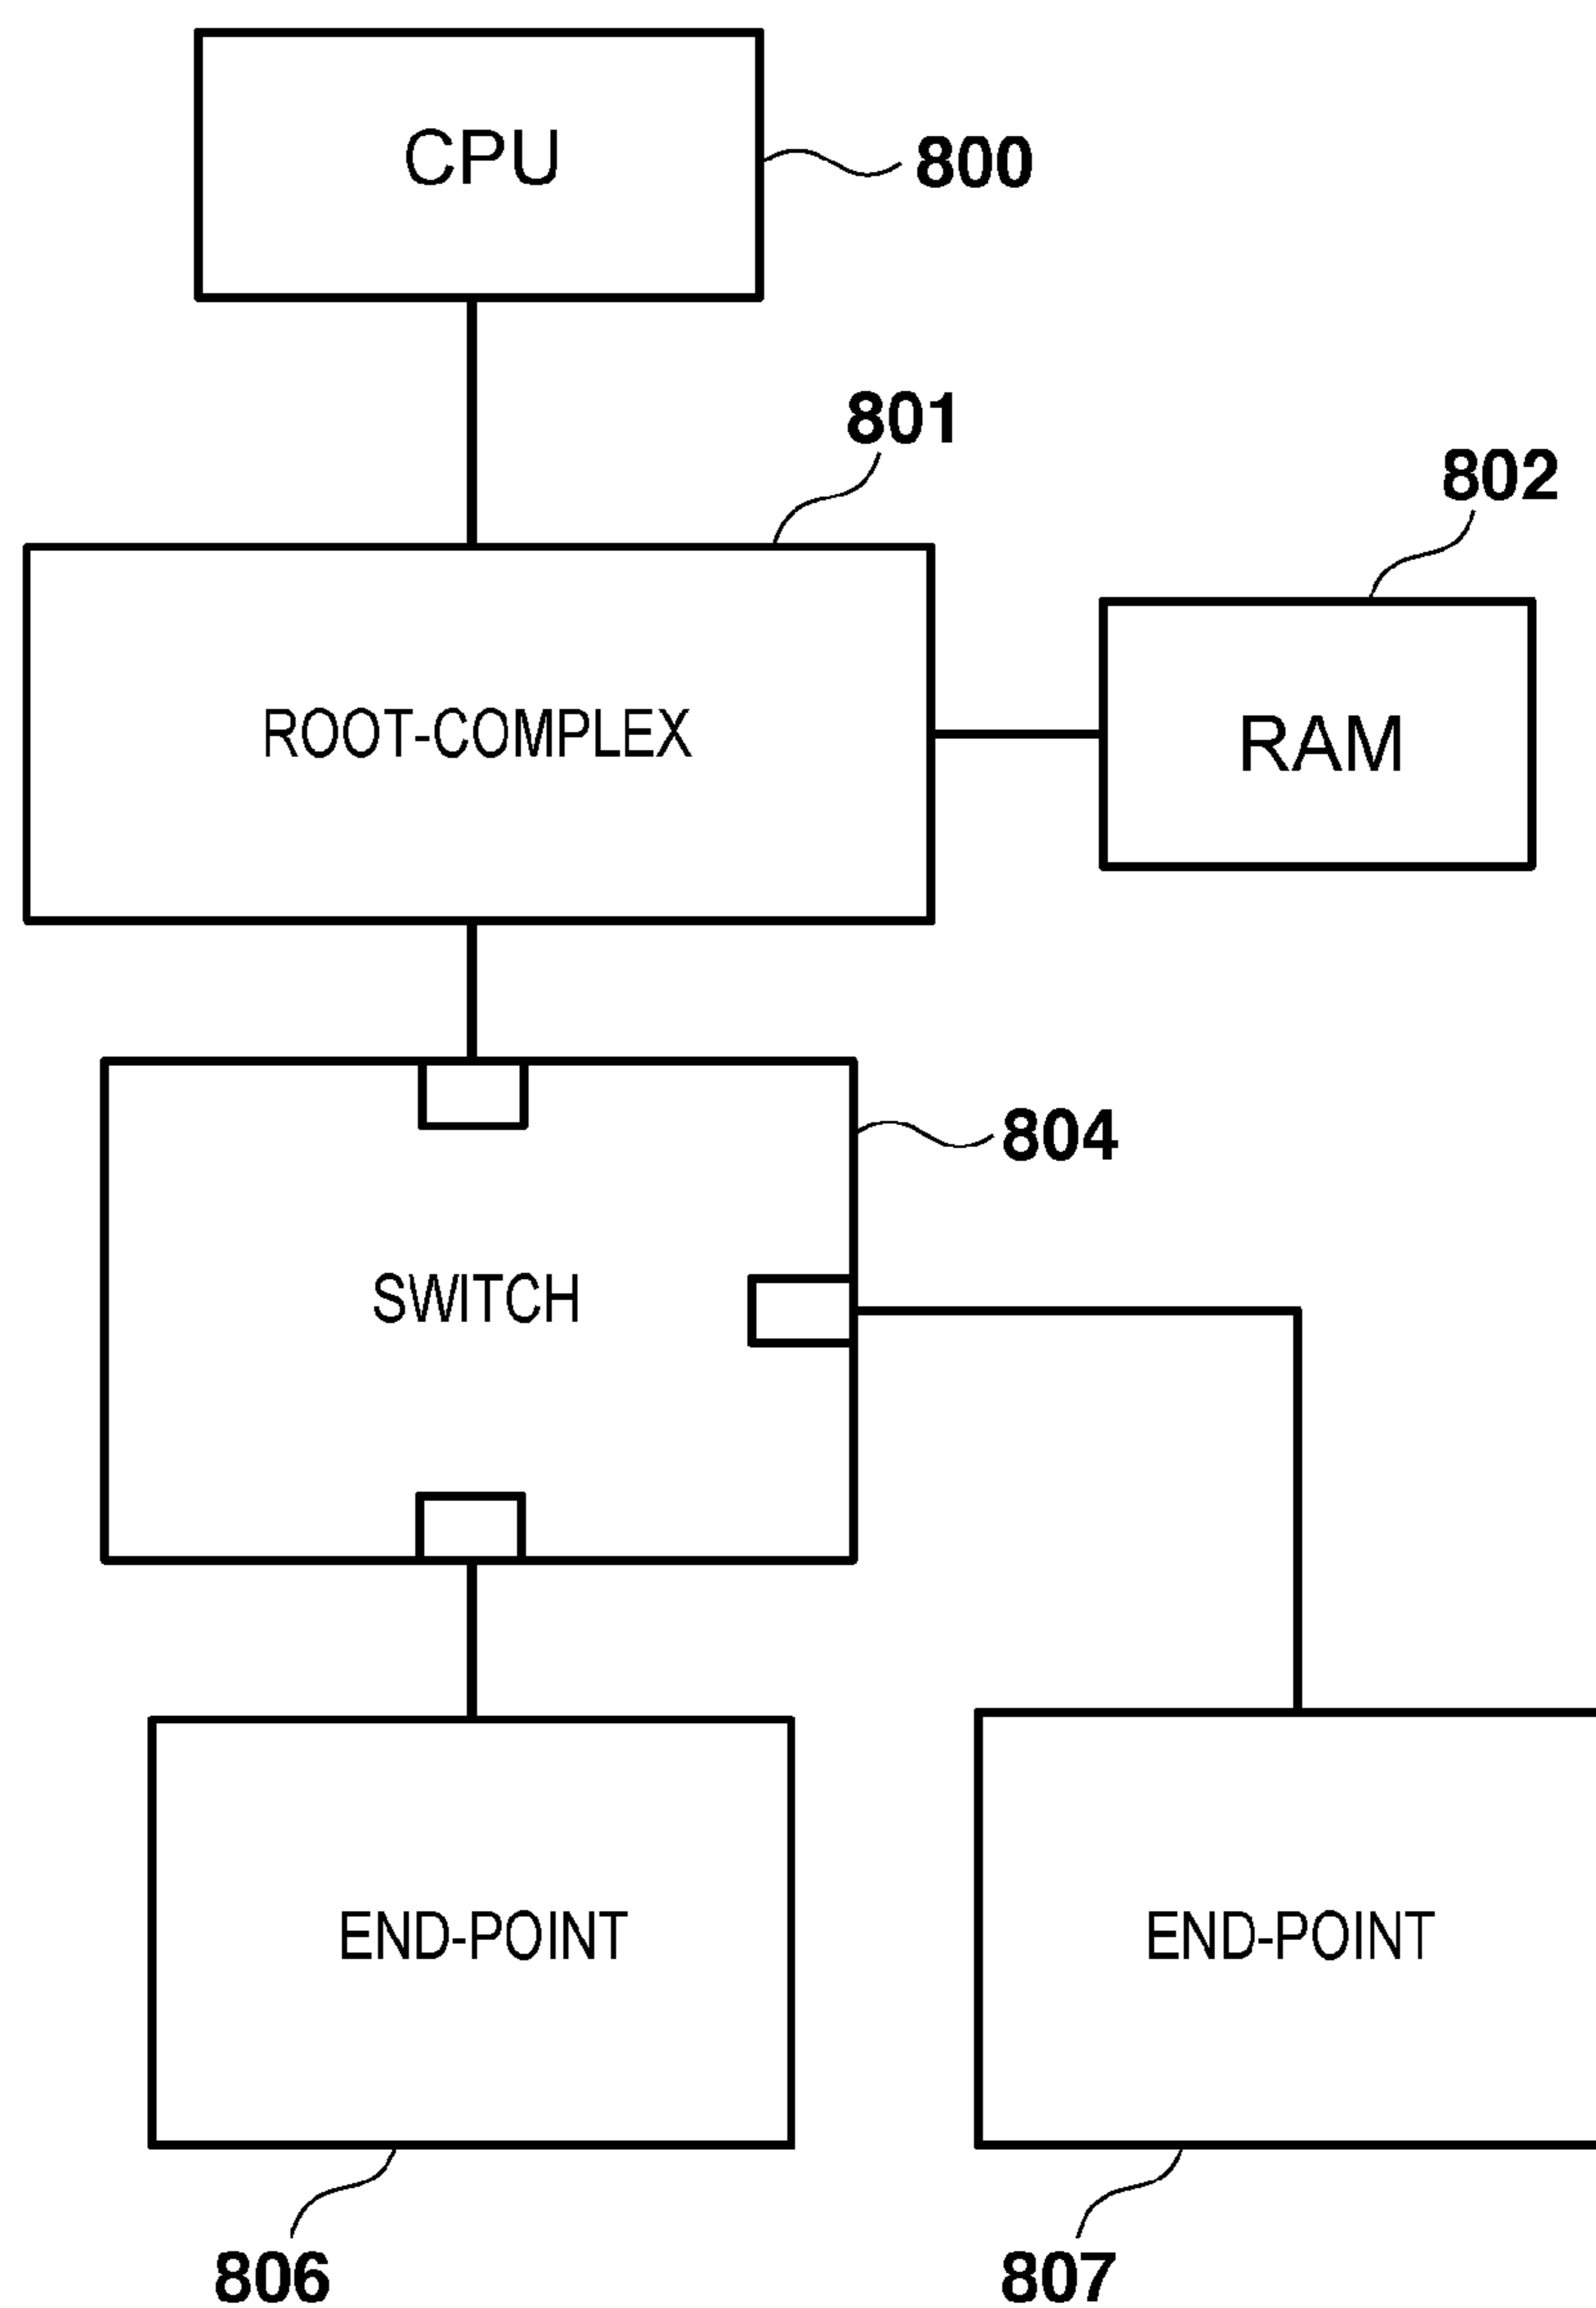 CPU
800
801
802
ROOT-COMPLEX
RAM
804
SWITCH
END-POINT
END-POINT
806
807